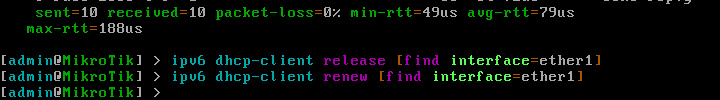 sent=10 received=10 packet-loss=0% min-rtt=49us avg-rtt=79us
max-rtt=188us
[admin@MikroTik] > ipv6 dhcp-client release [find interface=ether1]
[admin@MikroTik] > ipv6 dhcp-client renew [find interface=ether1]
[admin@MikroTik] >